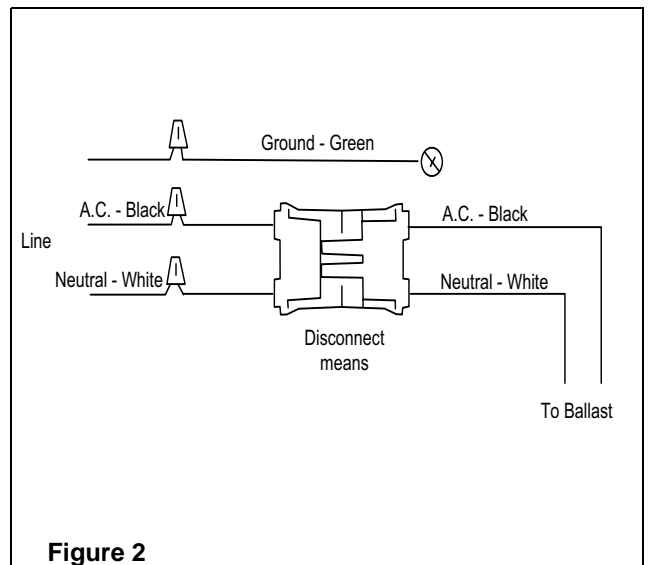 Ground - Green
A.C. - Black
A.C. - Black
Line
Neutral - White
Neutral - White
Disconnect
means
To Ballast
Figure 2